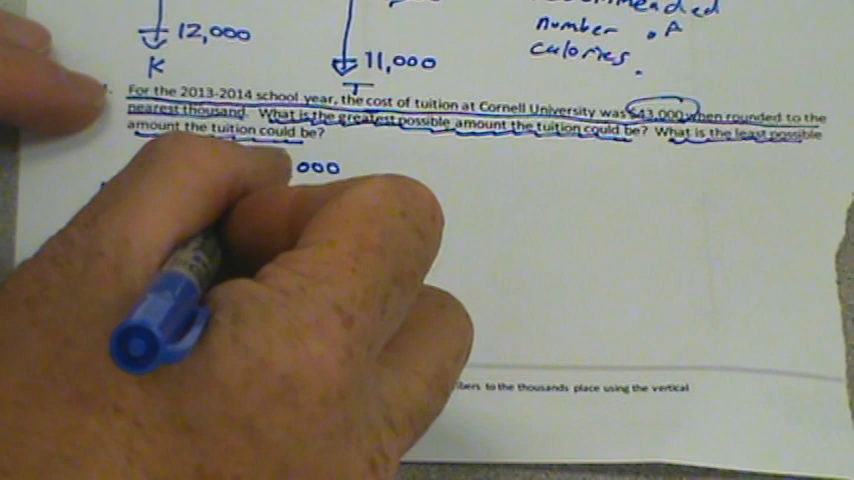 number of
12,000
calories.
K
11,000
T
For the 2013-2014 school year, the cost of tuition at Cornell University was $43,000 when rounded to the
nearest thousand. What is the greatest possible amount the tuition could be? What is the least possible
amount the tuition could be?
000
bers to the thousands place using the vertical